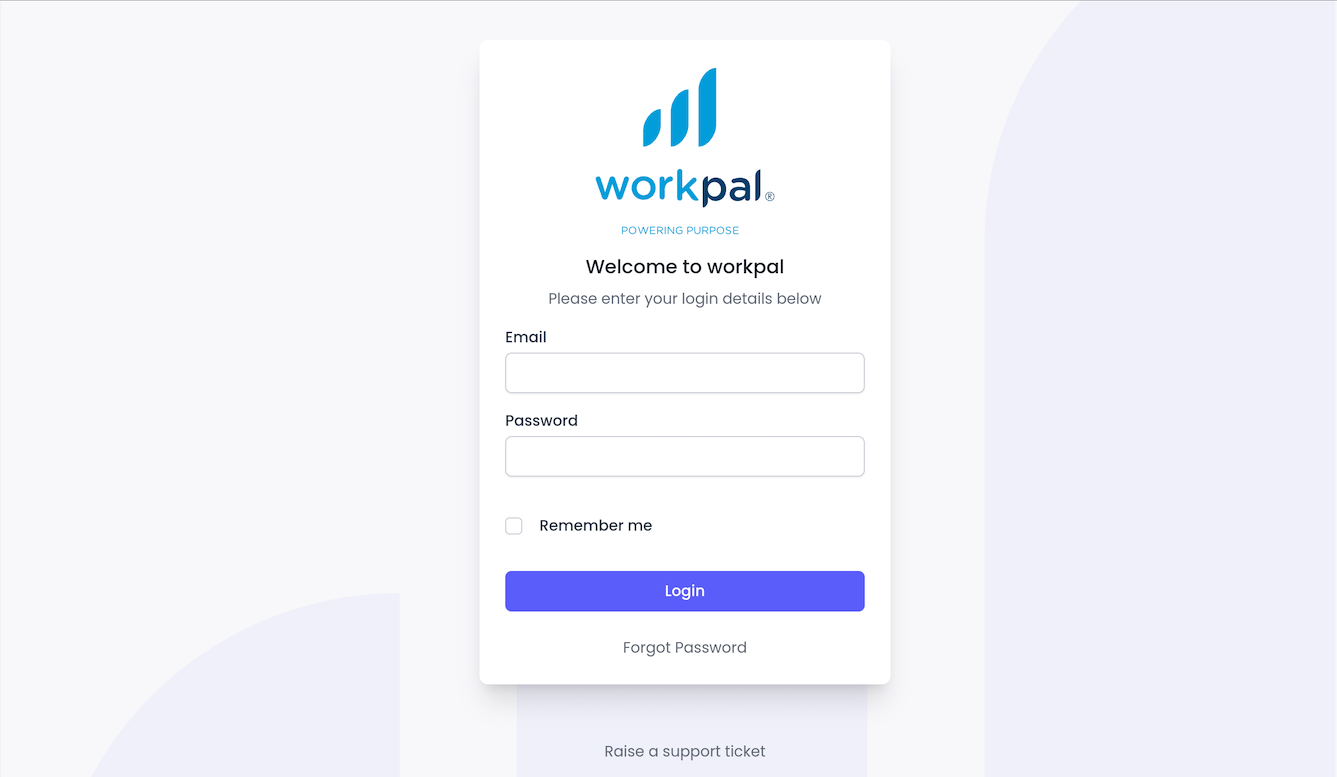 workpal®
POWERING PURPOSE
Welcome to workpal
Please enter your login details below
Email
Password
Remember me
Login
Forgot Password
Raise a support ticket